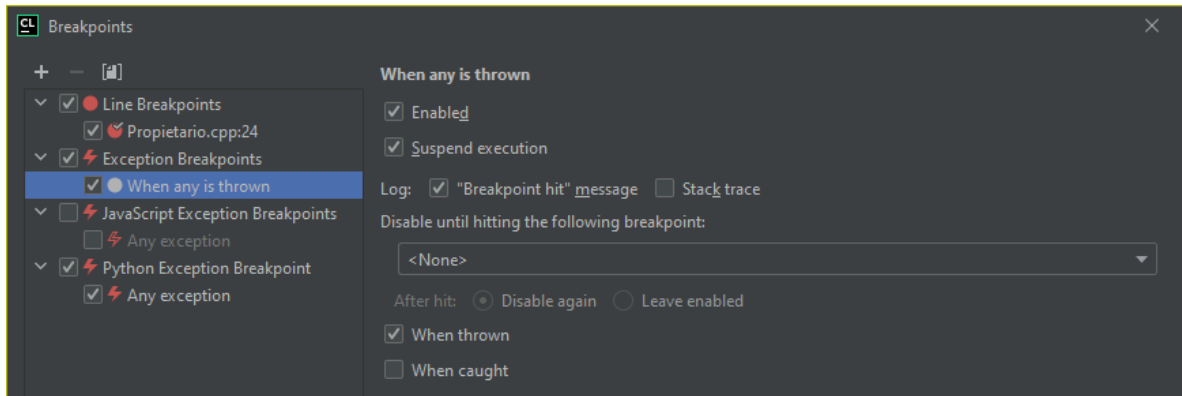 CL Breakpoints
When any is thrown
Line Breakpoints
Enabled
Propietario.cpp:24
Suspend execution
Exception Breakpoints
When any is thrown
Log: "Breakpoint hit" message Stack trace
JavaScript Exception Breakpoints
Disable until hitting the following breakpoint:
Any exception
<None>
Python Exception Breakpoint
Any exception
After hit: Disable again Leave enabled
When thrown
When caught